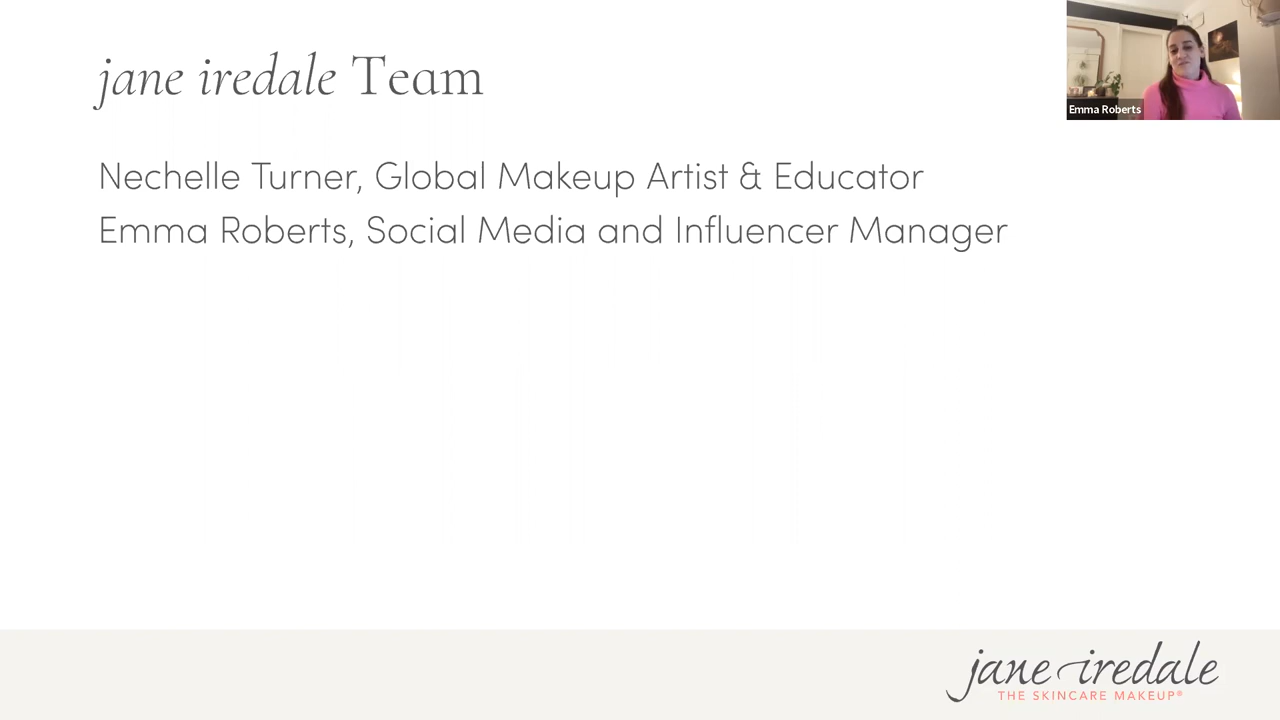 jane iredale Team
Emma Roberts
Nechelle Turner, Global Makeup Artist & Educator
Emma Roberts, Social Media and Influencer Manager
jane iredale
THE SKINCARE MAKEUP®